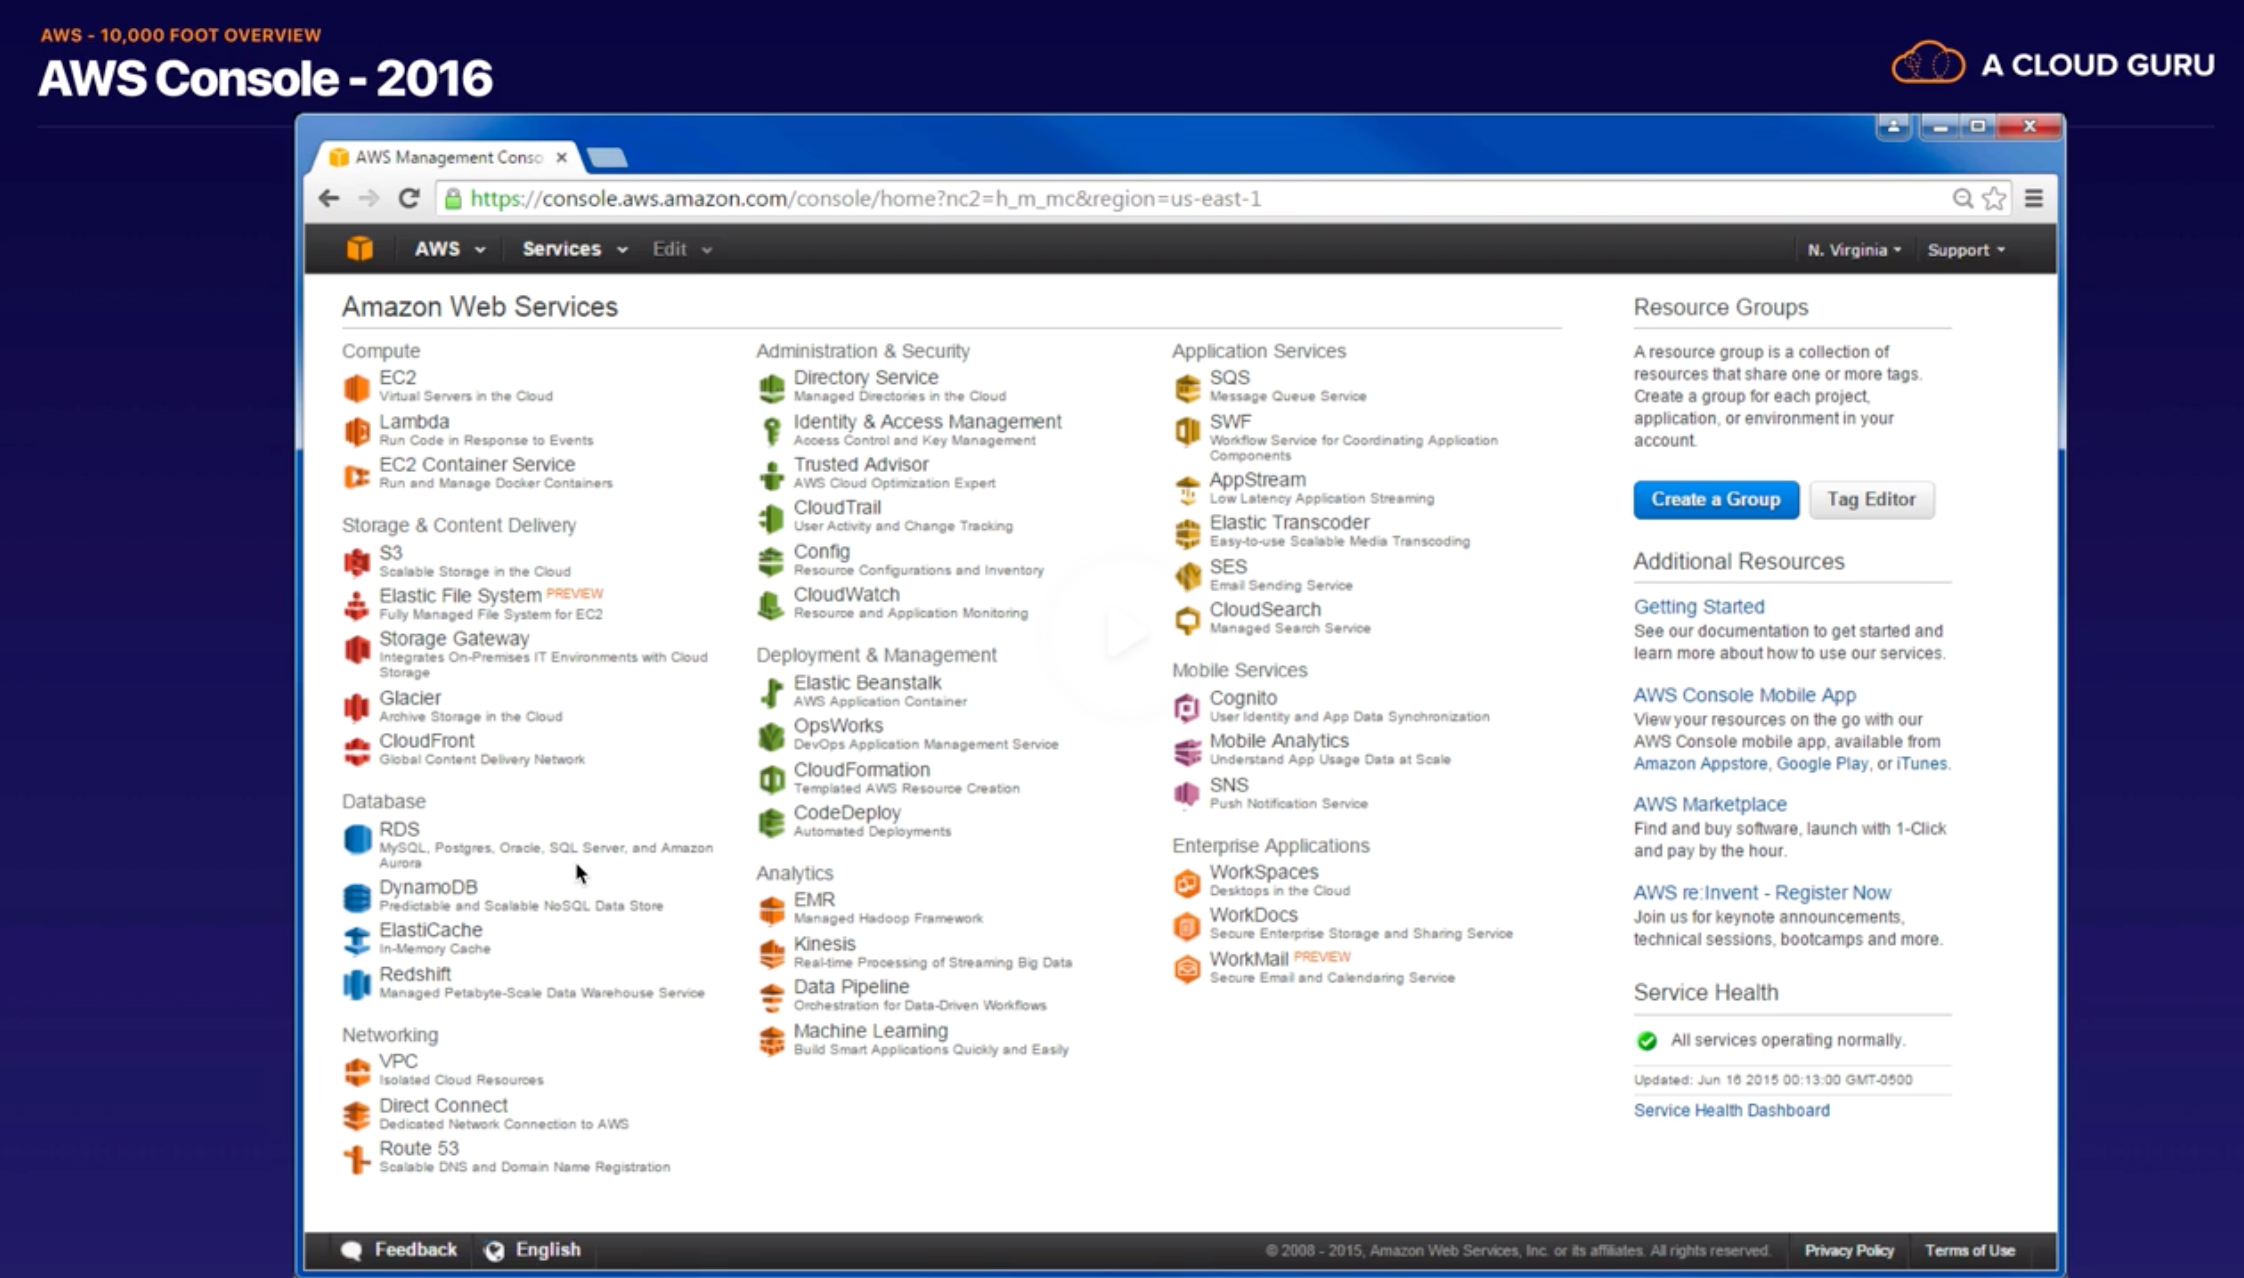 AWS - 10,000 FOOT OVERVIEW
AWS Console - 2016
A CLOUD GURU
AWS Management Conso
https://console.aws.amazon.com/console/home?nc2=h_m_mc&region=us-east-1
AWS
Services
Edit
N. Virginia
Support
Amazon Web Services
Compute
EC2
Virtual Servers in the Cloud
Lambda
Run Code in Response to Events
EC2 Container Service
Run and Manage Docker Containers
Storage & Content Delivery
S3
Scalable Storage in the Cloud
Elastic File System PREVIEW
Fully Managed File System for EC2
Storage Gateway
Integrates On-Premises IT Environments with Cloud
Storage
Glacier
Archive Storage in the Cloud
CloudFront
Global Content Delivery Network
Database
RDS
MySQL, Postgres, Oracle, SQL Server, and Amazon
Aurora
DynamoDB
Predictable and Scalable NoSQL Data Store
ElastiCache
In-Memory Cache
Redshift
Managed Petabyte-Scale Data Warehouse Service
Networking
VPC
Isolated Cloud Resources
Direct Connect
Dedicated Network Connection to AWS
Route 53
Scalable DNS and Domain Name Registration
Administration & Security
Directory Service
Managed Directories in the Cloud
Identity & Access Management
Access Control and Key Management
Trusted Advisor
AWS Cloud Optimization Expert
CloudTrail
User Activity and Change Tracking
Config
Resource Configurations and Inventory
CloudWatch
Resource and Application Monitoring
Deployment & Management
Elastic Beanstalk
AWS Application Container
OpsWorks
DevOps Application Management Service
CloudFormation
Templated AWS Resource Creation
CodeDeploy
Automated Deployments
Analytics
EMR
Managed Hadoop Framework
Kinesis
Real-time Processing of Streaming Big Data
Data Pipeline
Orchestration for Data-Driven Workflows
Machine Learning
Build Smart Applications Quickly and Easily
Application Services
SQS
Message Queue Service
SWF
Workflow Service for Coordinating Application
Components
AppStream
Low Latency Application Streaming
Elastic Transcoder
Easy-to-use Scalable Media Transcoding
SES
Email Sending Service
CloudSearch
Managed Search Service
Mobile Services
Cognito
User Identity and App Data Synchronization
Mobile Analytics
Understand App Usage Data at Scale
SNS
Push Notification Service
Enterprise Applications
WorkSpaces
Desktops in the Cloud
WorkDocs
Secure Enterprise Storage and Sharing Service
WorkMail PREVIEW
Secure Email and Calendaring Service
Resource Groups
A resource group is a collection of
resources that share one or more tags.
Create a group for each project,
application, or environment in your
account.
Create a Group
Tag Editor
Additional Resources
Getting Started
See our documentation to get started and
learn more about how to use our services.
AWS Console Mobile App
View your resources on the go with our
AWS Console mobile app, available from
Amazon Appstore, Google Play, or iTunes.
AWS Marketplace
Find and buy software, launch with 1-Click
and pay by the hour.
AWS re:Invent - Register Now
Join us for keynote announcements,
technical sessions, bootcamps and more.
Service Health
All services operating normally.
Updated: Jun 16 2015 00:13:00 GMT-0500
Service Health Dashboard
Feedback
English
© 2008 - 2015, Amazon Web Services, Inc. or its affiliates. All rights reserved.
Privacy Policy
Terms of Use